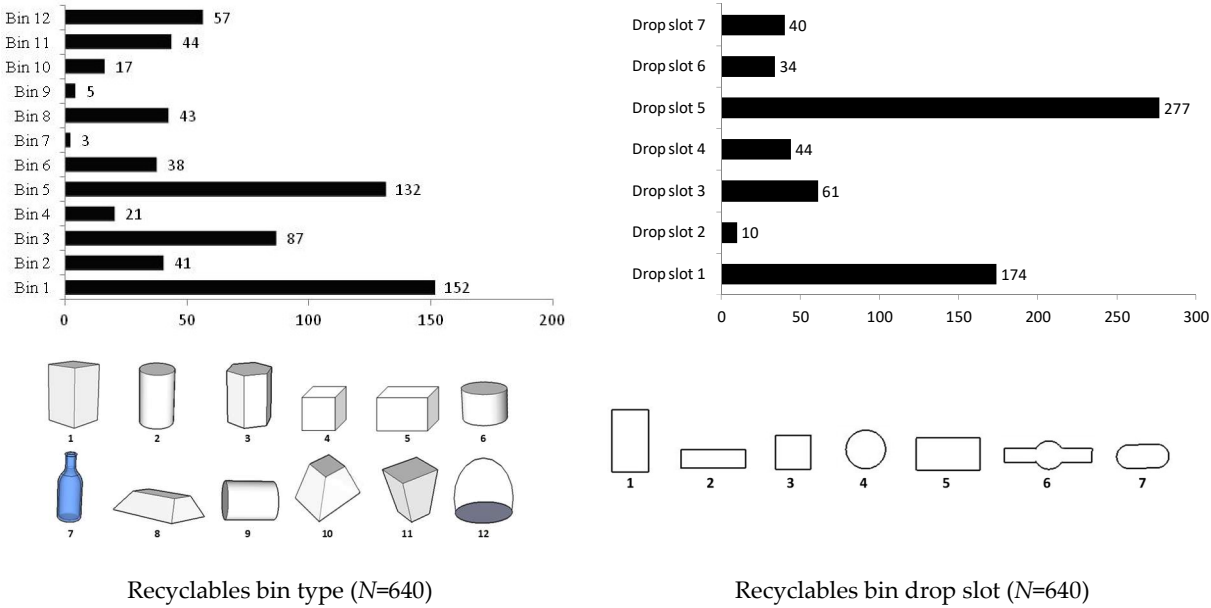 Bin 12 57
Bin 11 44
Bin 10 17
Bin 9 5
Bin 8 43
Bin 7 3
Bin 6 38
Bin 5 132
Bin 4 21
Bin 3 87
Bin 2 41
Bin 1 152
0 50 100 150 200
1 2 3 4 5 6
7 8 9 10 11 12
Recyclables bin type (N=640)
Drop slot 7 40
Drop slot 6 34
Drop slot 5 277
Drop slot 4 44
Drop slot 3 61
Drop slot 2 10
Drop slot 1 174
0 50 100 150 200 250 300
1 2 3 4 5 6 7
Recyclables bin drop slot (N=640)